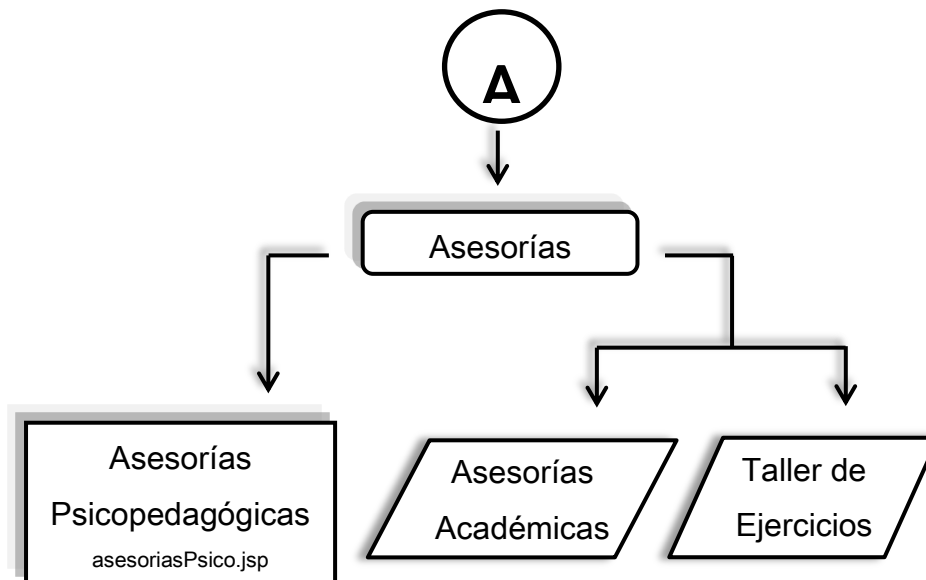 A
Asesorías
Asesorías
Psicopedagógicas
asesoriasPsico.jsp
Asesorías
Académicas
Taller de
Ejercicios